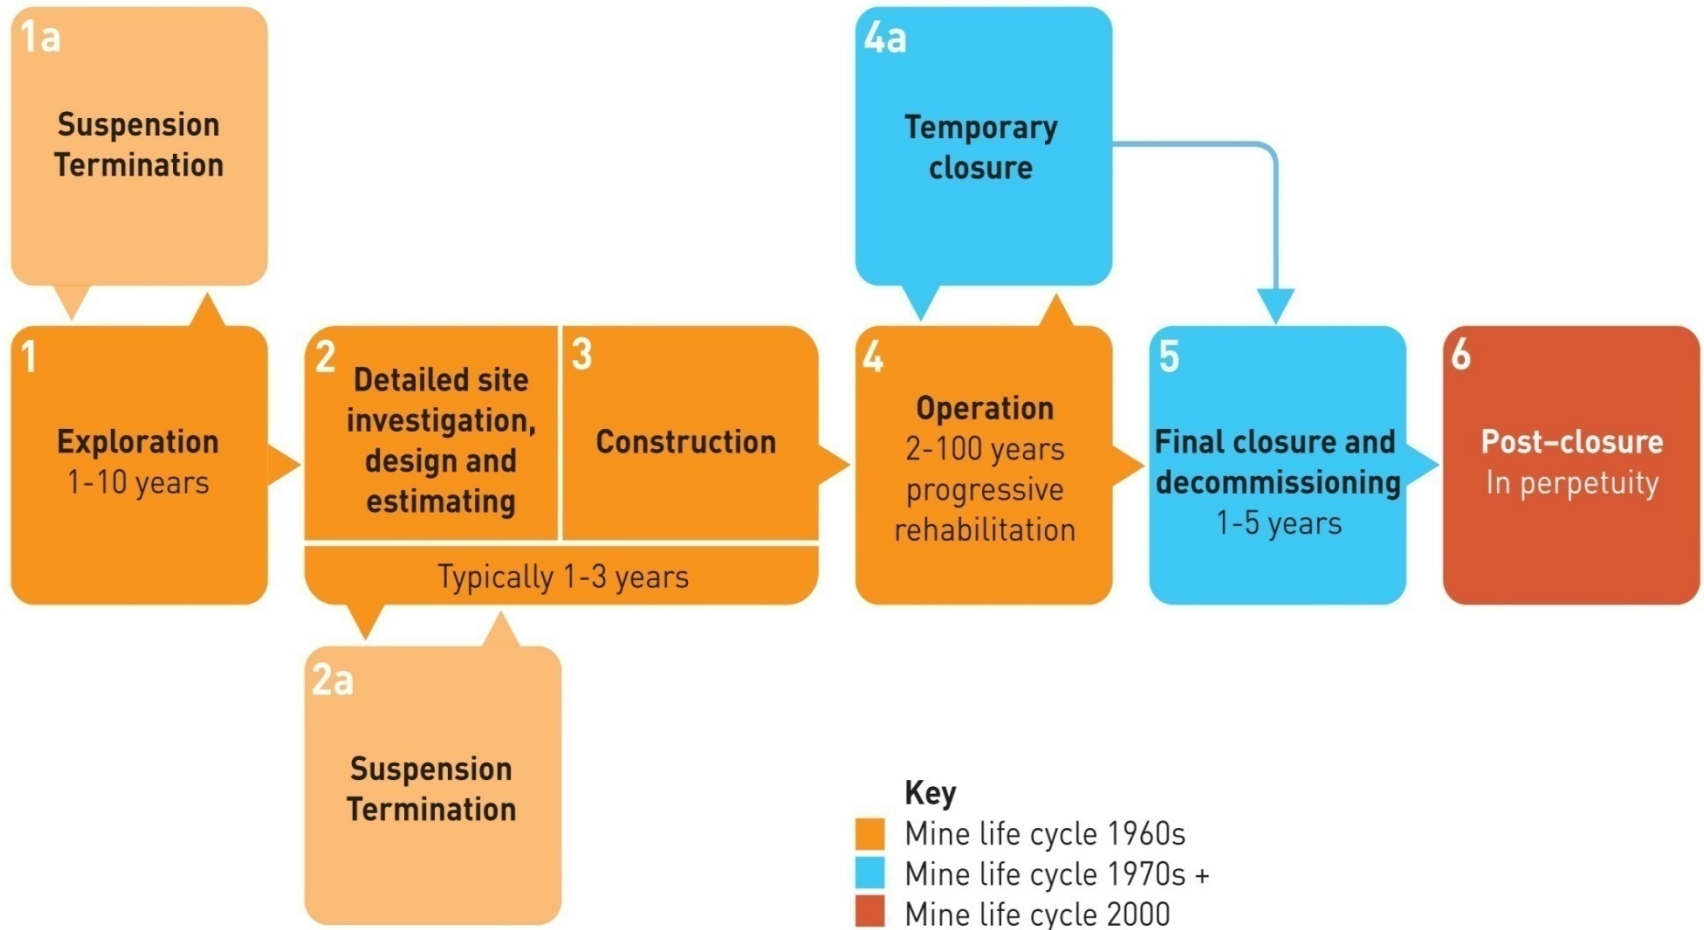 1a
Suspension
Termination
4a
Temporary
closure
1
Exploration
1-10 years
2
Detailed site
investigation,
design and
estimating
3
Construction
Typically 1-3 years
4
Operation
2-100 years
progressive
rehabilitation
5
Final closure and
decommissioning
1-5 years
6
Post–closure
In perpetuity
2a
Suspension
Termination
Key
Mine life cycle 1960s
Mine life cycle 1970s +
Mine life cycle 2000